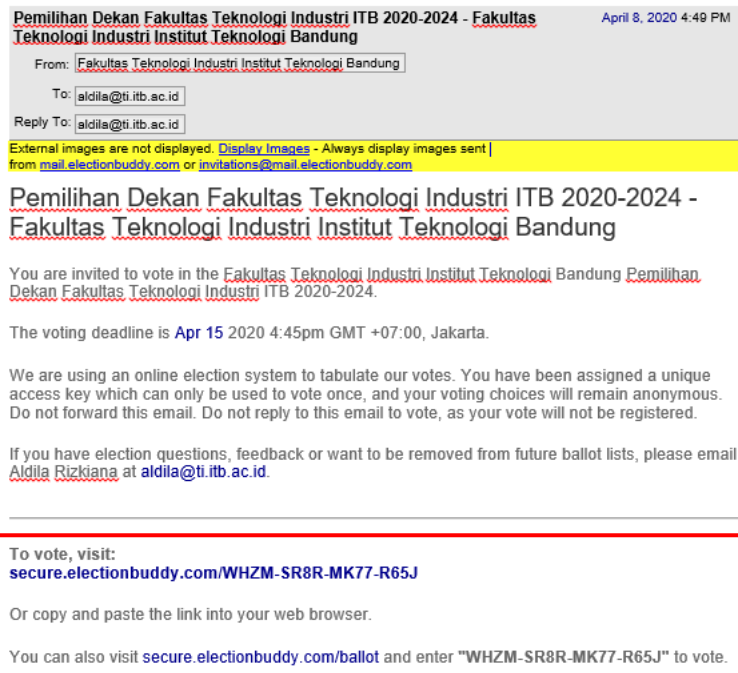 Pemilihan Dekan Fakultas Teknologi Industri ITB 2020-2024 - Fakultas
Teknologi Industri Institut Teknologi Bandung
April 8, 2020 4:49 PM
From: Fakultas Teknologi Industri Institut Teknologi Bandung
To: aldila@ti.itb.ac.id
Reply To: aldila@ti.itb.ac.id
External images are not displayed. Display Images - Always display images sent
from mail.electionbuddy.com or invitations@mail.electionbuddy.com
Pemilihan Dekan Fakultas Teknologi Industri ITB 2020-2024 -
Fakultas Teknologi Industri Institut Teknologi Bandung
You are invited to vote in the Fakultas Teknologi Industri Institut Teknologi Bandung Pemilihan
Dekan Fakultas Teknologi Industri ITB 2020-2024.
The voting deadline is Apr 15 2020 4:45pm GMT +07:00, Jakarta.
We are using an online election system to tabulate our votes. You have been assigned a unique
access key which can only be used to vote once, and your voting choices will remain anonymous.
Do not forward this email. Do not reply to this email to vote, as your vote will not be registered.
If you have election questions, feedback or want to be removed from future ballot lists, please email
Aldila Rizkiana at aldila@ti.itb.ac.id.
To vote, visit:
secure.electionbuddy.com/WHZM-SR8R-MK77-R65J
Or copy and paste the link into your web browser.
You can also visit secure.electionbuddy.com/ballot and enter "WHZM-SR8R-MK77-R65J" to vote.